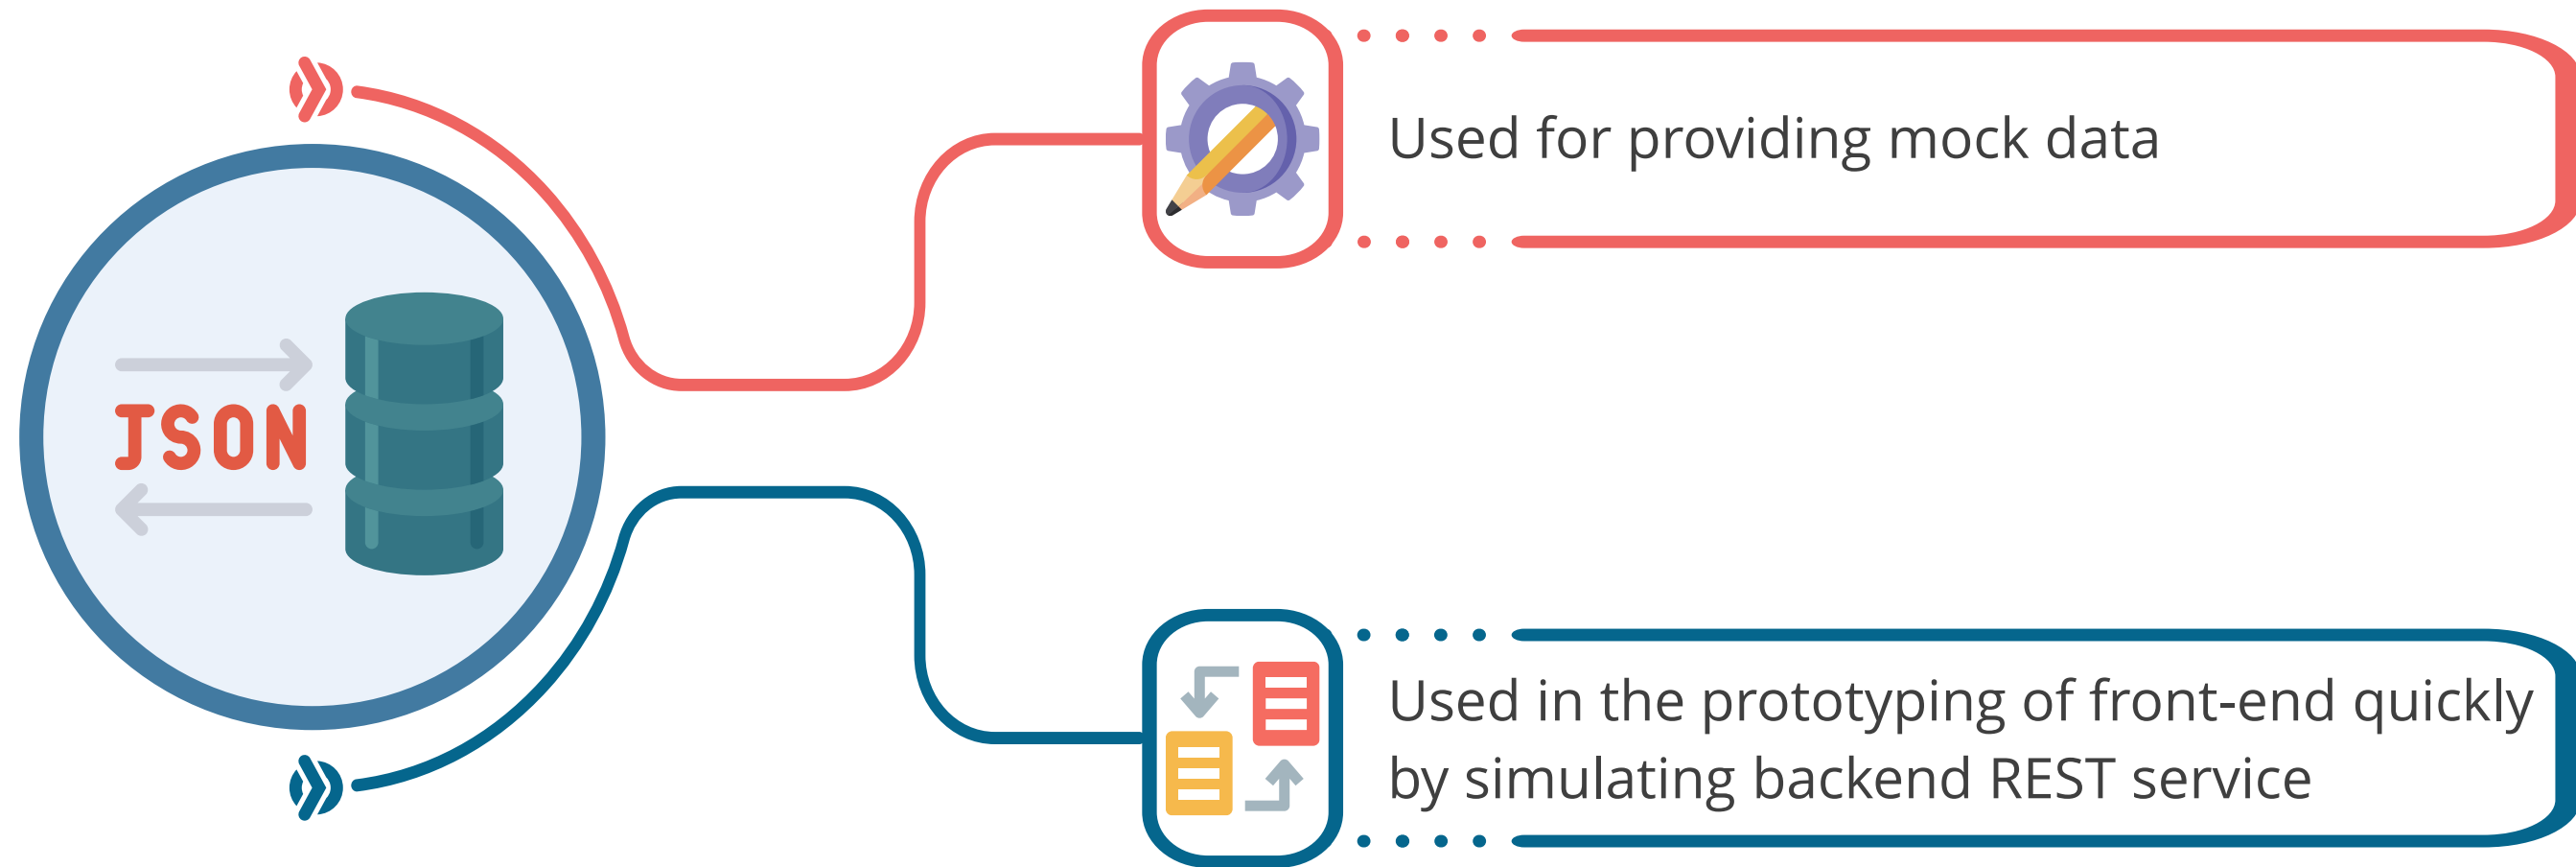 JSON
Used for providing mock data
Used in the prototyping of front-end quickly
by simulating backend REST service